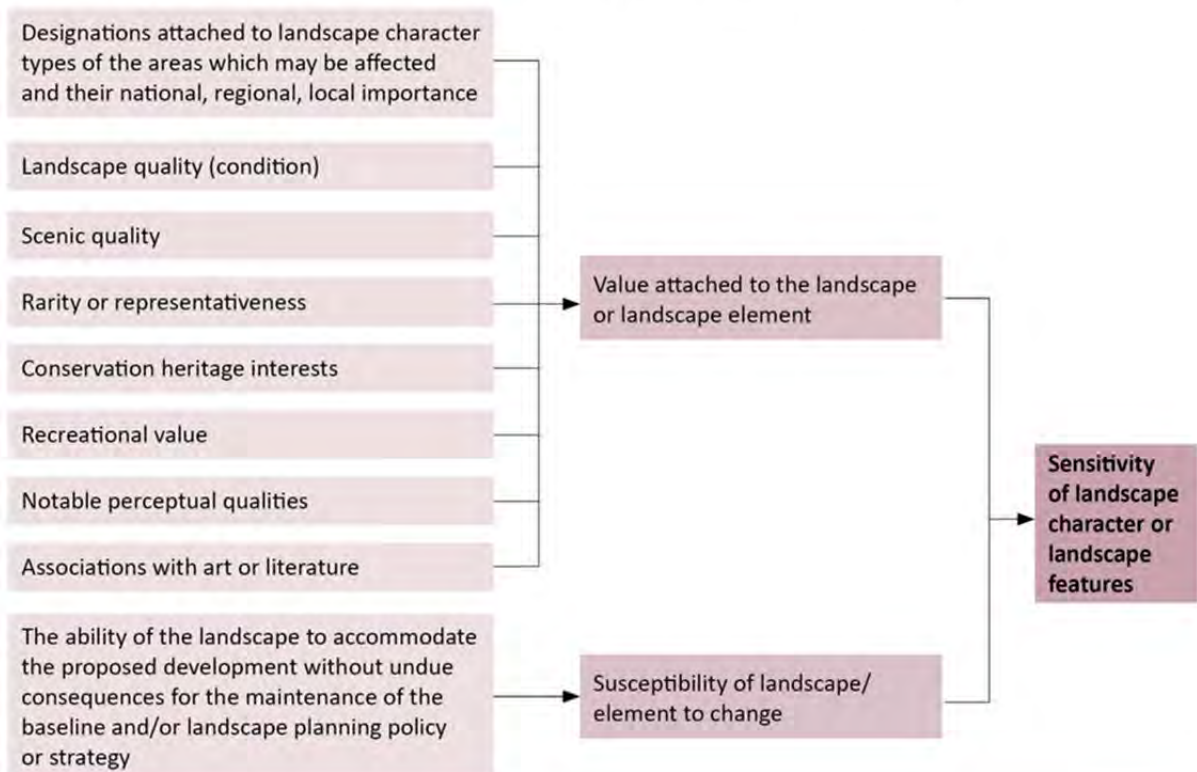 Designations attached to landscape character
types of the areas which may be affected
and their national, regional, local importance
Landscape quality (condition)
Scenic quality
Rarity or representativeness
Conservation heritage interests
Recreational value
Notable perceptual qualities
Associations with art or literature
The ability of the landscape to accommodate
the proposed development without undue
consequences for the maintenance of the
baseline and/or landscape planning policy
or strategy
Value attached to the landscape
or landscape element
Susceptibility of landscape/
element to change
Sensitivity
of landscape
character or
landscape
features